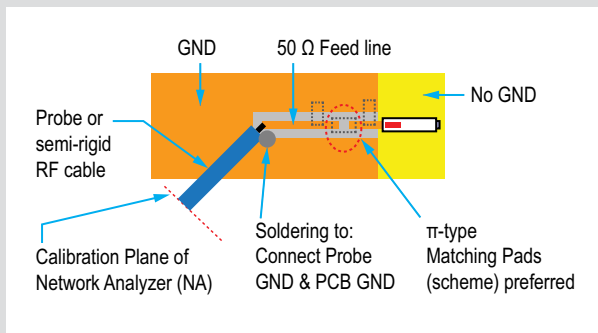 GND
50 Ω Feed line
No GND
Probe or
semi-rigid
RF cable
Calibration Plane of
Network Analyzer (NA)
Soldering to:
Connect Probe
GND & PCB GND
π-type
Matching Pads
(scheme) preferred